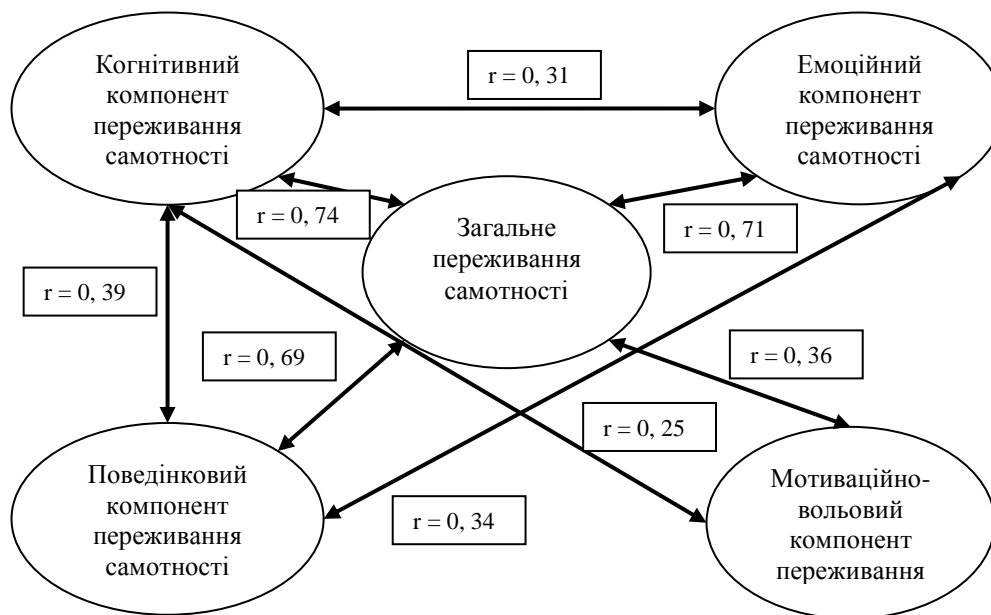 Когнітивний
компонент
переживання
самотності
r = 0, 31
Емоційний
компонент
переживання
самотності
r = 0, 74
Загальне
переживання
самотності
r = 0, 71
r = 0, 39
r = 0, 69
r = 0, 36
r = 0, 25
Поведінковий
компонент
переживання
самотності
r = 0, 34
Мотиваційно-
вольовий
компонент
переживання